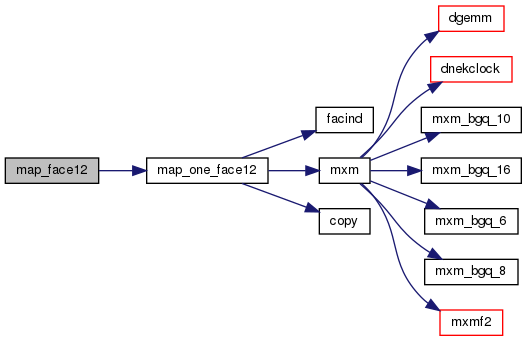 map_face12
map_one_face12
facind
mxm
copy
dgemm
dnekclock
mxm_bgq_10
mxm_bgq_16
mxm_bgq_6
mxm_bgq_8
mxmf2